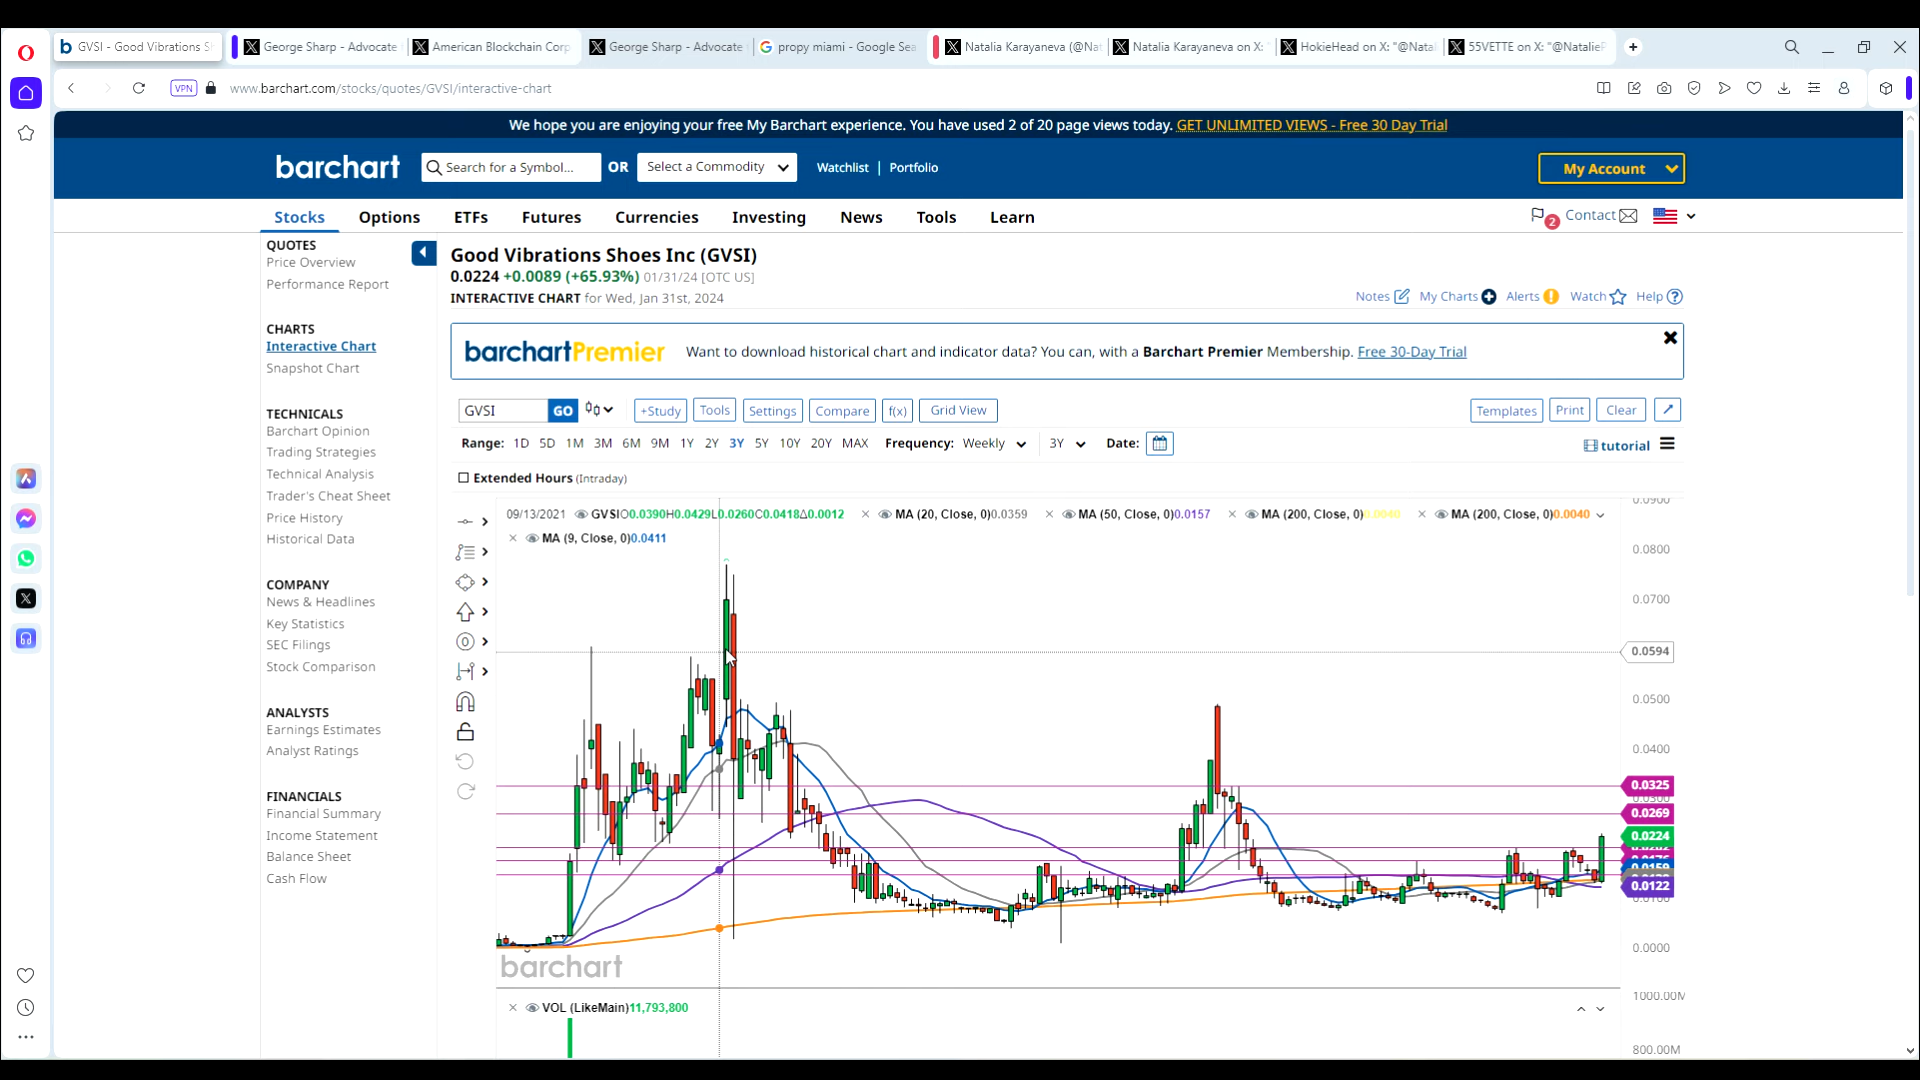 GVSI - Good Vibrations S
George Sharp - Advocate
American Blockchain Corp
George Sharp - Advocate
propy miami - Google Sea
Natalia Karayaneva (@Nat
Natalia Karayaneva on X:
HokieHead on X: "@Natal
55VETTE on X: "@NatalieP
VPN
www.barchart.com/stocks/quotes/GVSI/interactive-chart
We hope you are enjoying your free My Barchart experience. You have used 2 of 20 page views today. GET UNLIMITED VIEWS - Free 30 Day Trial
barchart
Search for a Symbol...
OR
Select a Commodity
Watchlist | Portfolio
My Account
Stocks Options ETFs Futures Currencies Investing News Tools Learn
2
Contact
QUOTES
Price Overview
Performance Report
CHARTS
Interactive Chart
Snapshot Chart
TECHNICALS
Barchart Opinion
Trading Strategies
Technical Analysis
Trader's Cheat Sheet
Price History
Historical Data
COMPANY
News & Headlines
Key Statistics
SEC Filings
Stock Comparison
ANALYSTS
Earnings Estimates
Analyst Ratings
FINANCIALS
Financial Summary
Income Statement
Balance Sheet
Cash Flow
Good Vibrations Shoes Inc (GVSI)
0.0224 +0.0089 (+65.93%) 01/31/24 [OTC US]
INTERACTIVE CHART for Wed, Jan 31st, 2024
Notes My Charts Alerts Watch Help
barchartPremier Want to download historical chart and indicator data? You can, with a Barchart Premier Membership. Free 30-Day Trial
GVSI GO +Study Tools Settings Compare f(x) Grid View Templates Print Clear
Range: 1D 5D 1M 3M 6M 9M 1Y 2Y 3Y 5Y 10Y 20Y MAX Frequency: Weekly 3Y Date: tutorial
Extended Hours (Intraday)
09/13/2021 GVSI O0.0390H0.0429L0.0260C0.0418Δ0.0012 MA (20, Close, 0)0.0359 MA (50, Close, 0)0.0157 MA (200, Close, 0) MA (200, Close, 0)0.0040
MA (9, Close, 0)0.0411
0.0900
0.0800
0.0700
0.0594
0.0500
0.0400
0.0325
0.0269
0.0224
0.0122
0.0000
barchart
1000.00M
VOL (LikeMain)11,793,800
800.00M